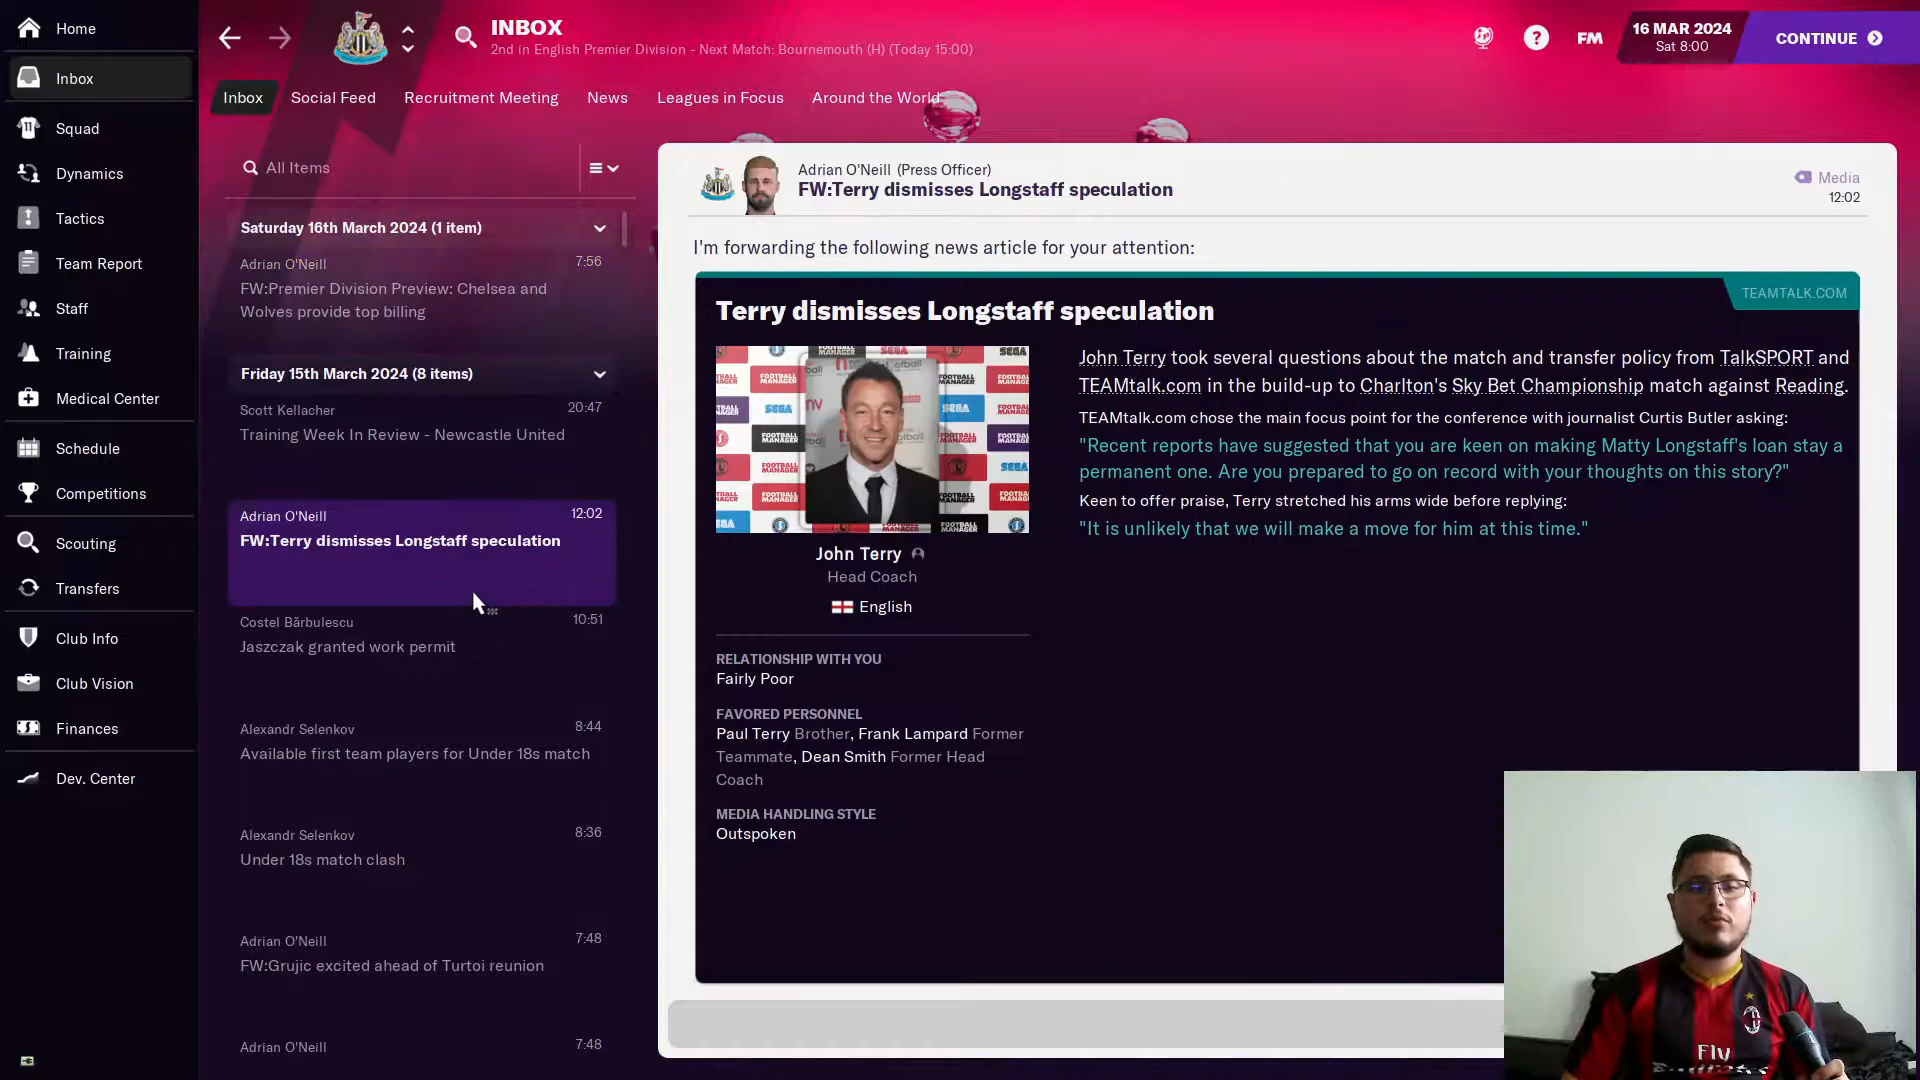 Home
Inbox
Squad
Dynamics
Tactics
Team Report
Staff
Training
Medical Center
Schedule
Competitions
Scouting
Transfers
Club Info
Club Vision
Finances
Dev. Center
INBOX
2nd in English Premier Division - Next Match: Bournemouth (H) (Today 15:00)
FM
16 MAR 2024
Sat 8:00
CONTINUE
Inbox
Social Feed
Recruitment Meeting
News
Leagues in Focus
Around the World
All Items
Saturday 16th March 2024 (1 item)
Adrian O'Neill 7:56
FW:Premier Division Preview: Chelsea and
Wolves provide top billing
Friday 15th March 2024 (8 items)
Scott Kellacher 20:47
Training Week In Review - Newcastle United
Adrian O'Neill 12:02
FW:Terry dismisses Longstaff speculation
Costel Bărbulescu 10:51
Jaszczak granted work permit
Alexandr Selenkov 8:44
Available first team players for Under 18s match
Alexandr Selenkov 8:36
Under 18s match clash
Adrian O'Neill 7:48
FW:Grujic excited ahead of Turtoi reunion
Adrian O'Neill 7:48
Adrian O'Neill (Press Officer)
FW:Terry dismisses Longstaff speculation
Media
12:02
I'm forwarding the following news article for your attention:
TEAMTALK.COM
Terry dismisses Longstaff speculation
SEGA
FOOTBALL MANAGER
John Terry
Head Coach
English
RELATIONSHIP WITH YOU
Fairly Poor
FAVORED PERSONNEL
Paul Terry Brother, Frank Lampard Former
Teammate, Dean Smith Former Head
Coach
MEDIA HANDLING STYLE
Outspoken
John Terry took several questions about the match and transfer policy from TalkSPORT and
TEAMtalk.com in the build-up to Charlton's Sky Bet Championship match against Reading.
TEAMtalk.com chose the main focus point for the conference with journalist Curtis Butler asking:
"Recent reports have suggested that you are keen on making Matty Longstaff's loan stay a
permanent one. Are you prepared to go on record with your thoughts on this story?"
Keen to offer praise, Terry stretched his arms wide before replying:
"It is unlikely that we will make a move for him at this time."
Fly